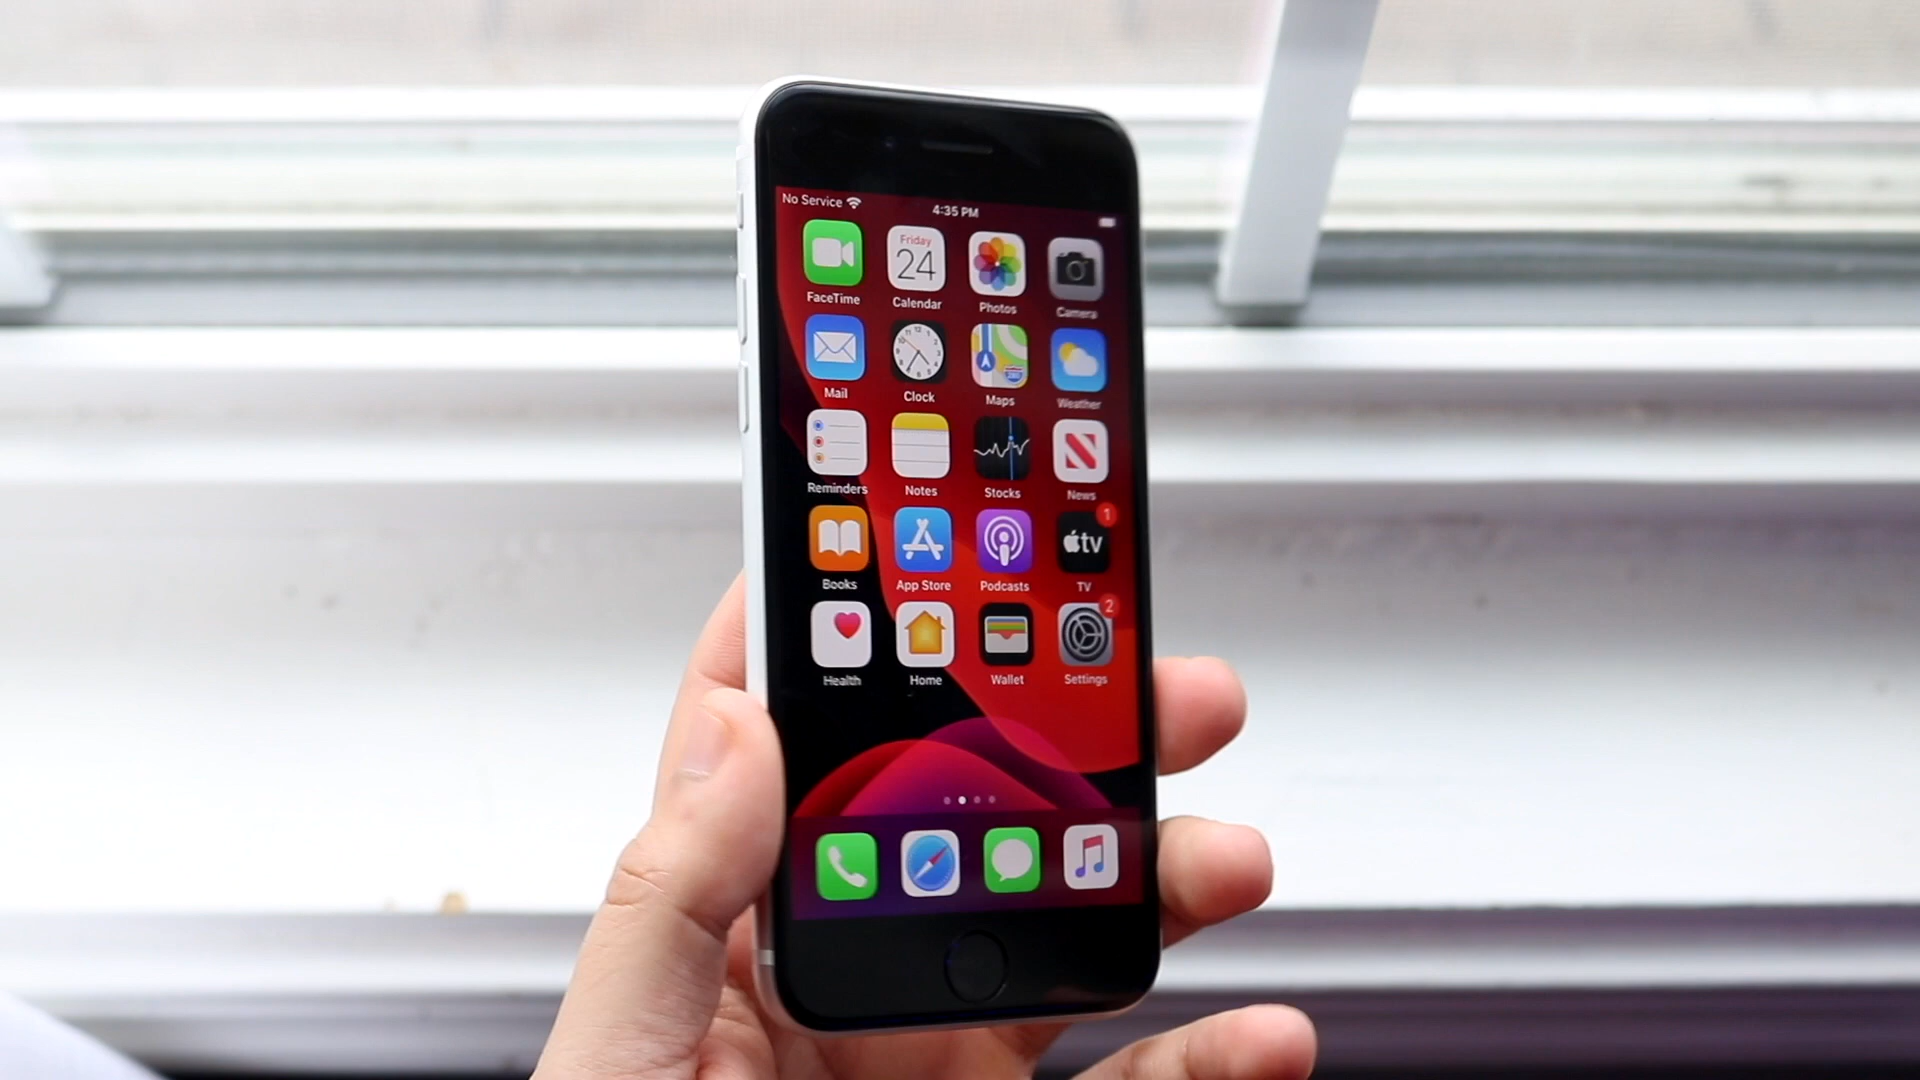 No Service 4:35 PM
FaceTime
Friday
24
Calendar
Photos
Camera
Mail
Clock
Maps
Weather
Reminders
Notes
Stocks
News
Books
App Store
Podcasts
tv
1
TV
Health
Home
Wallet
2
Settings